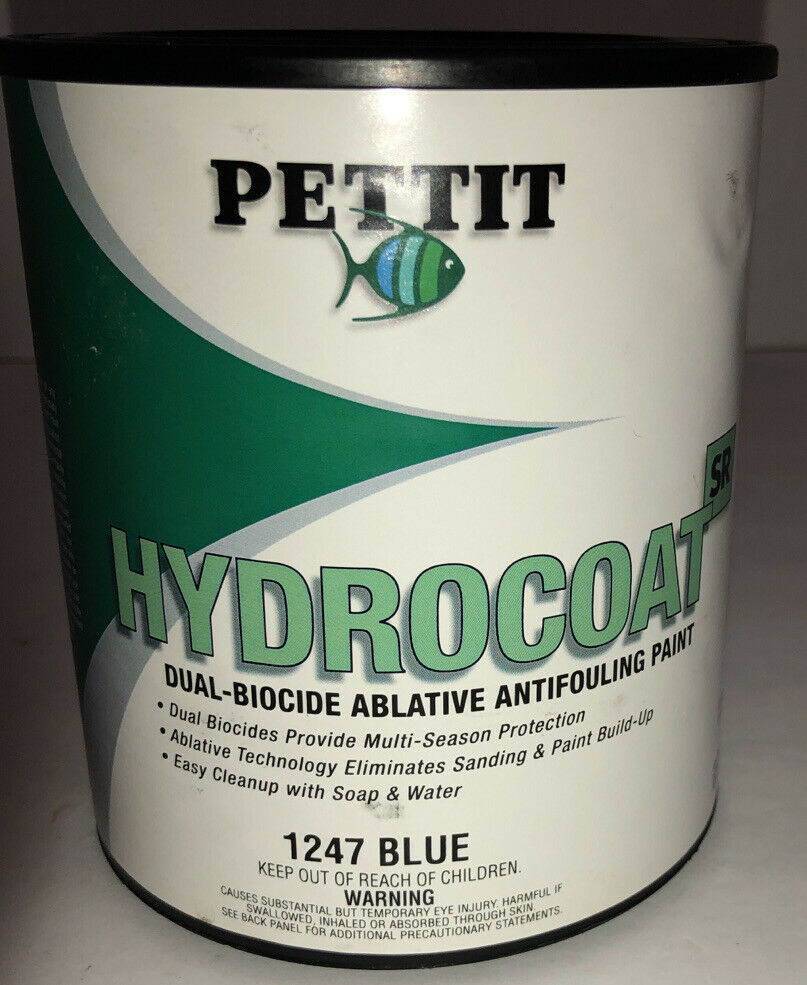 PETTIT
SR
HYDROCOAT
DUAL-BIOCIDE ABLATIVE ANTIFOULING PAINT
• Dual Biocides Provide Multi-Season Protection
• Ablative Technology Eliminates Sanding & Paint Build-Up
• Easy Cleanup with Soap & Water
1247 BLUE
KEEP OUT OF REACH OF CHILDREN.
WARNING
CAUSES SUBSTANTIAL BUT TEMPORARY EYE INJURY. HARMFUL IF
SWALLOWED, INHALED OR ABSORBED THROUGH SKIN.
SEE BACK PANEL FOR ADDITIONAL PRECAUTIONARY STATEMENTS.